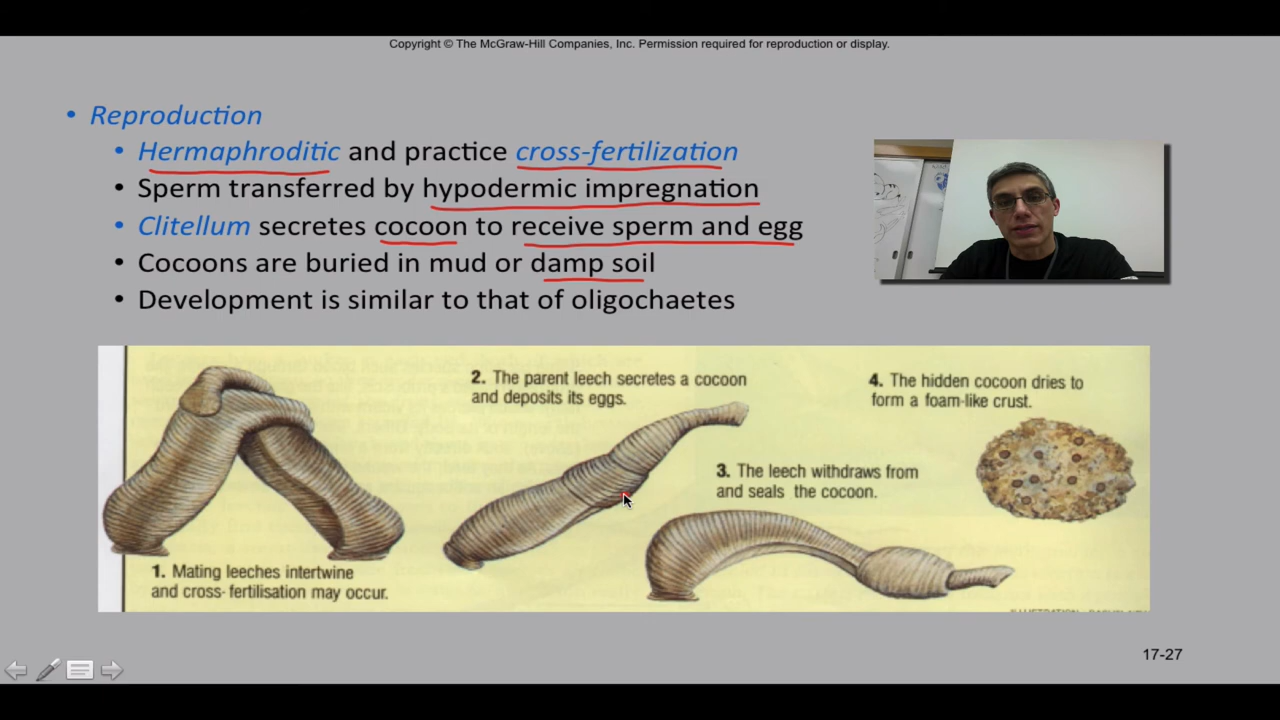 Copyright © The McGraw-Hill Companies, Inc. Permission required for reproduction or display.
• Reproduction
• Hermaphroditic and practice cross-fertilization
• Sperm transferred by hypodermic impregnation
• Clitellum secretes cocoon to receive sperm and egg
• Cocoons are buried in mud or damp soil
• Development is similar to that of oligochaetes
1. Mating leeches intertwine
and cross-fertilisation may occur.
2. The parent leech secretes a cocoon
and deposits its eggs.
3. The leech withdraws from
and seals the cocoon.
4. The hidden cocoon dries to
form a foam-like crust.
17-27